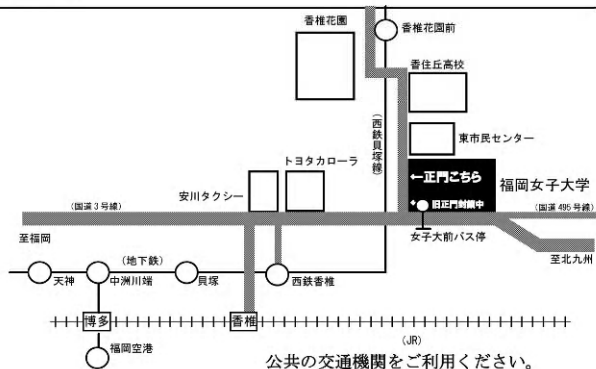 香椎花園
香椎花園前
香住丘高校
東市民センター
(西鉄貝塚線)
トヨタカローラ
安川タクシー
←正門こちら
福岡女子大学
旧正門封鎖中
(国道3号線)
(国道495号線)
至福岡
女子大前バス停
至北九州
(地下鉄)
天神
中洲川端
貝塚
西鉄香椎
博多
香椎
(JR)
福岡空港
公共の交通機関をご利用ください。